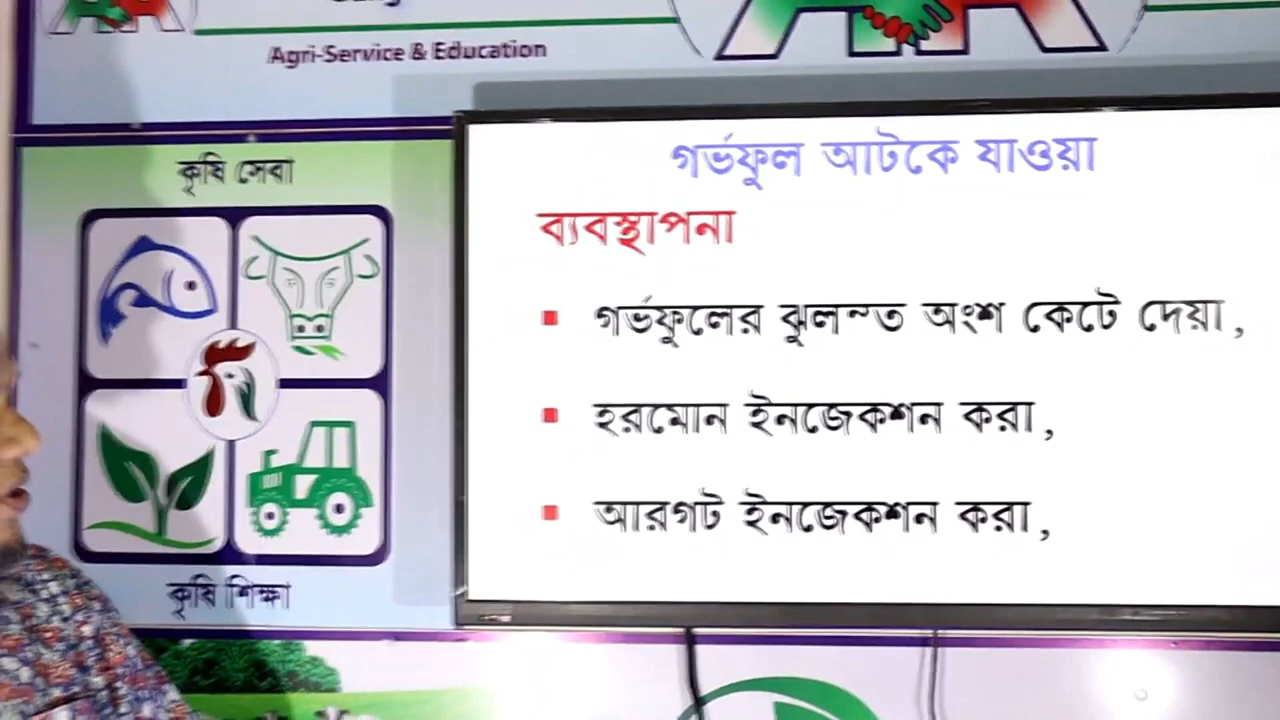 Agri-Service & Education
কৃষি সেবা
কৃষি শিক্ষা
গর্ভফুল আটকে যাওয়া
ব্যবস্থাপনা
গর্ভফুলের ঝুলন্ত অংশ কেটে দেয়া,
হরমোন ইনজেকশন করা,
আরগট ইনজেকশন করা,